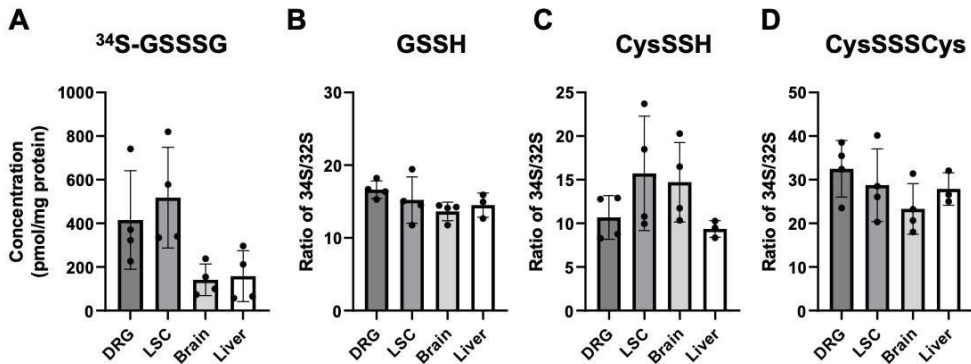 A
³⁴S-GSSSG
Concentration
(pmol/mg protein)
1000
800
600
400
200
0
DRG
LSC
Brain
Liver
B
GSSH
Ratio of 34S/32S
30
20
10
0
DRG
LSC
Brain
Liver
C
CysSSH
Ratio of 34S/32S
25
20
15
10
5
0
DRG
LSC
Brain
Liver
D
CysSSSCys
Ratio of 34S/32S
50
40
30
20
10
0
DRG
LSC
Brain
Liver